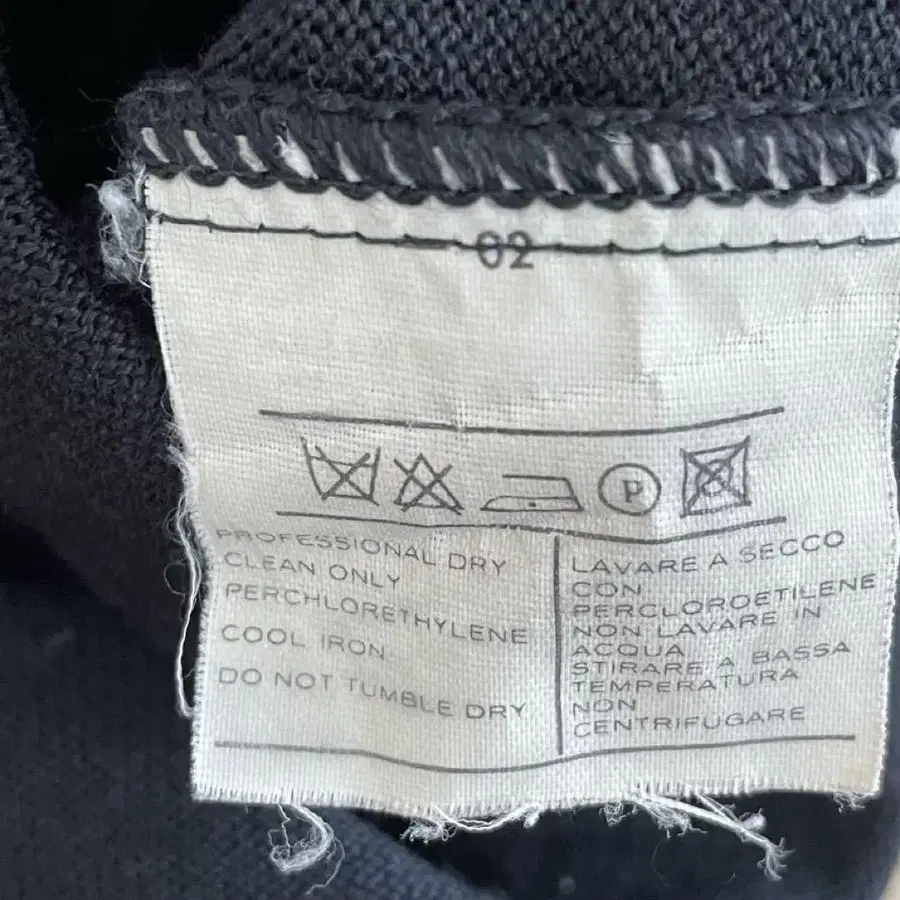 02
P
PROFESSIONAL DRY
CLEAN ONLY
PERCHLORETHYLENE
COOL IRON
DO NOT TUMBLE DRY
LAVARE A SECCO
CON
PERCLOROETILENE
NON LAVARE IN
ACQUA
STIRARE A BASSA
TEMPERATURA
NON
CENTRIFUGARE